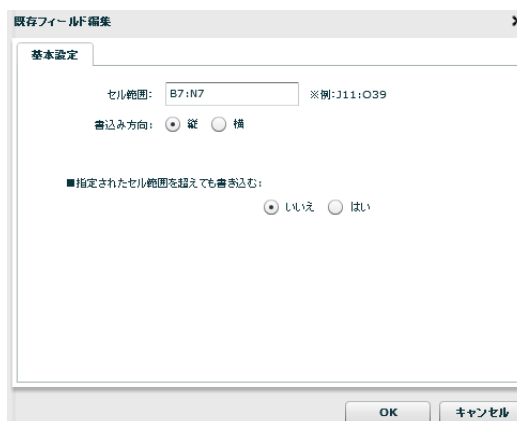 既存フィールド編集
基本設定
セル範囲: B7:N7 ※例:J11:O39
書込み方向: 縦 横
■指定されたセル範囲を超えても書き込む:
いいえ はい
OK キャンセル